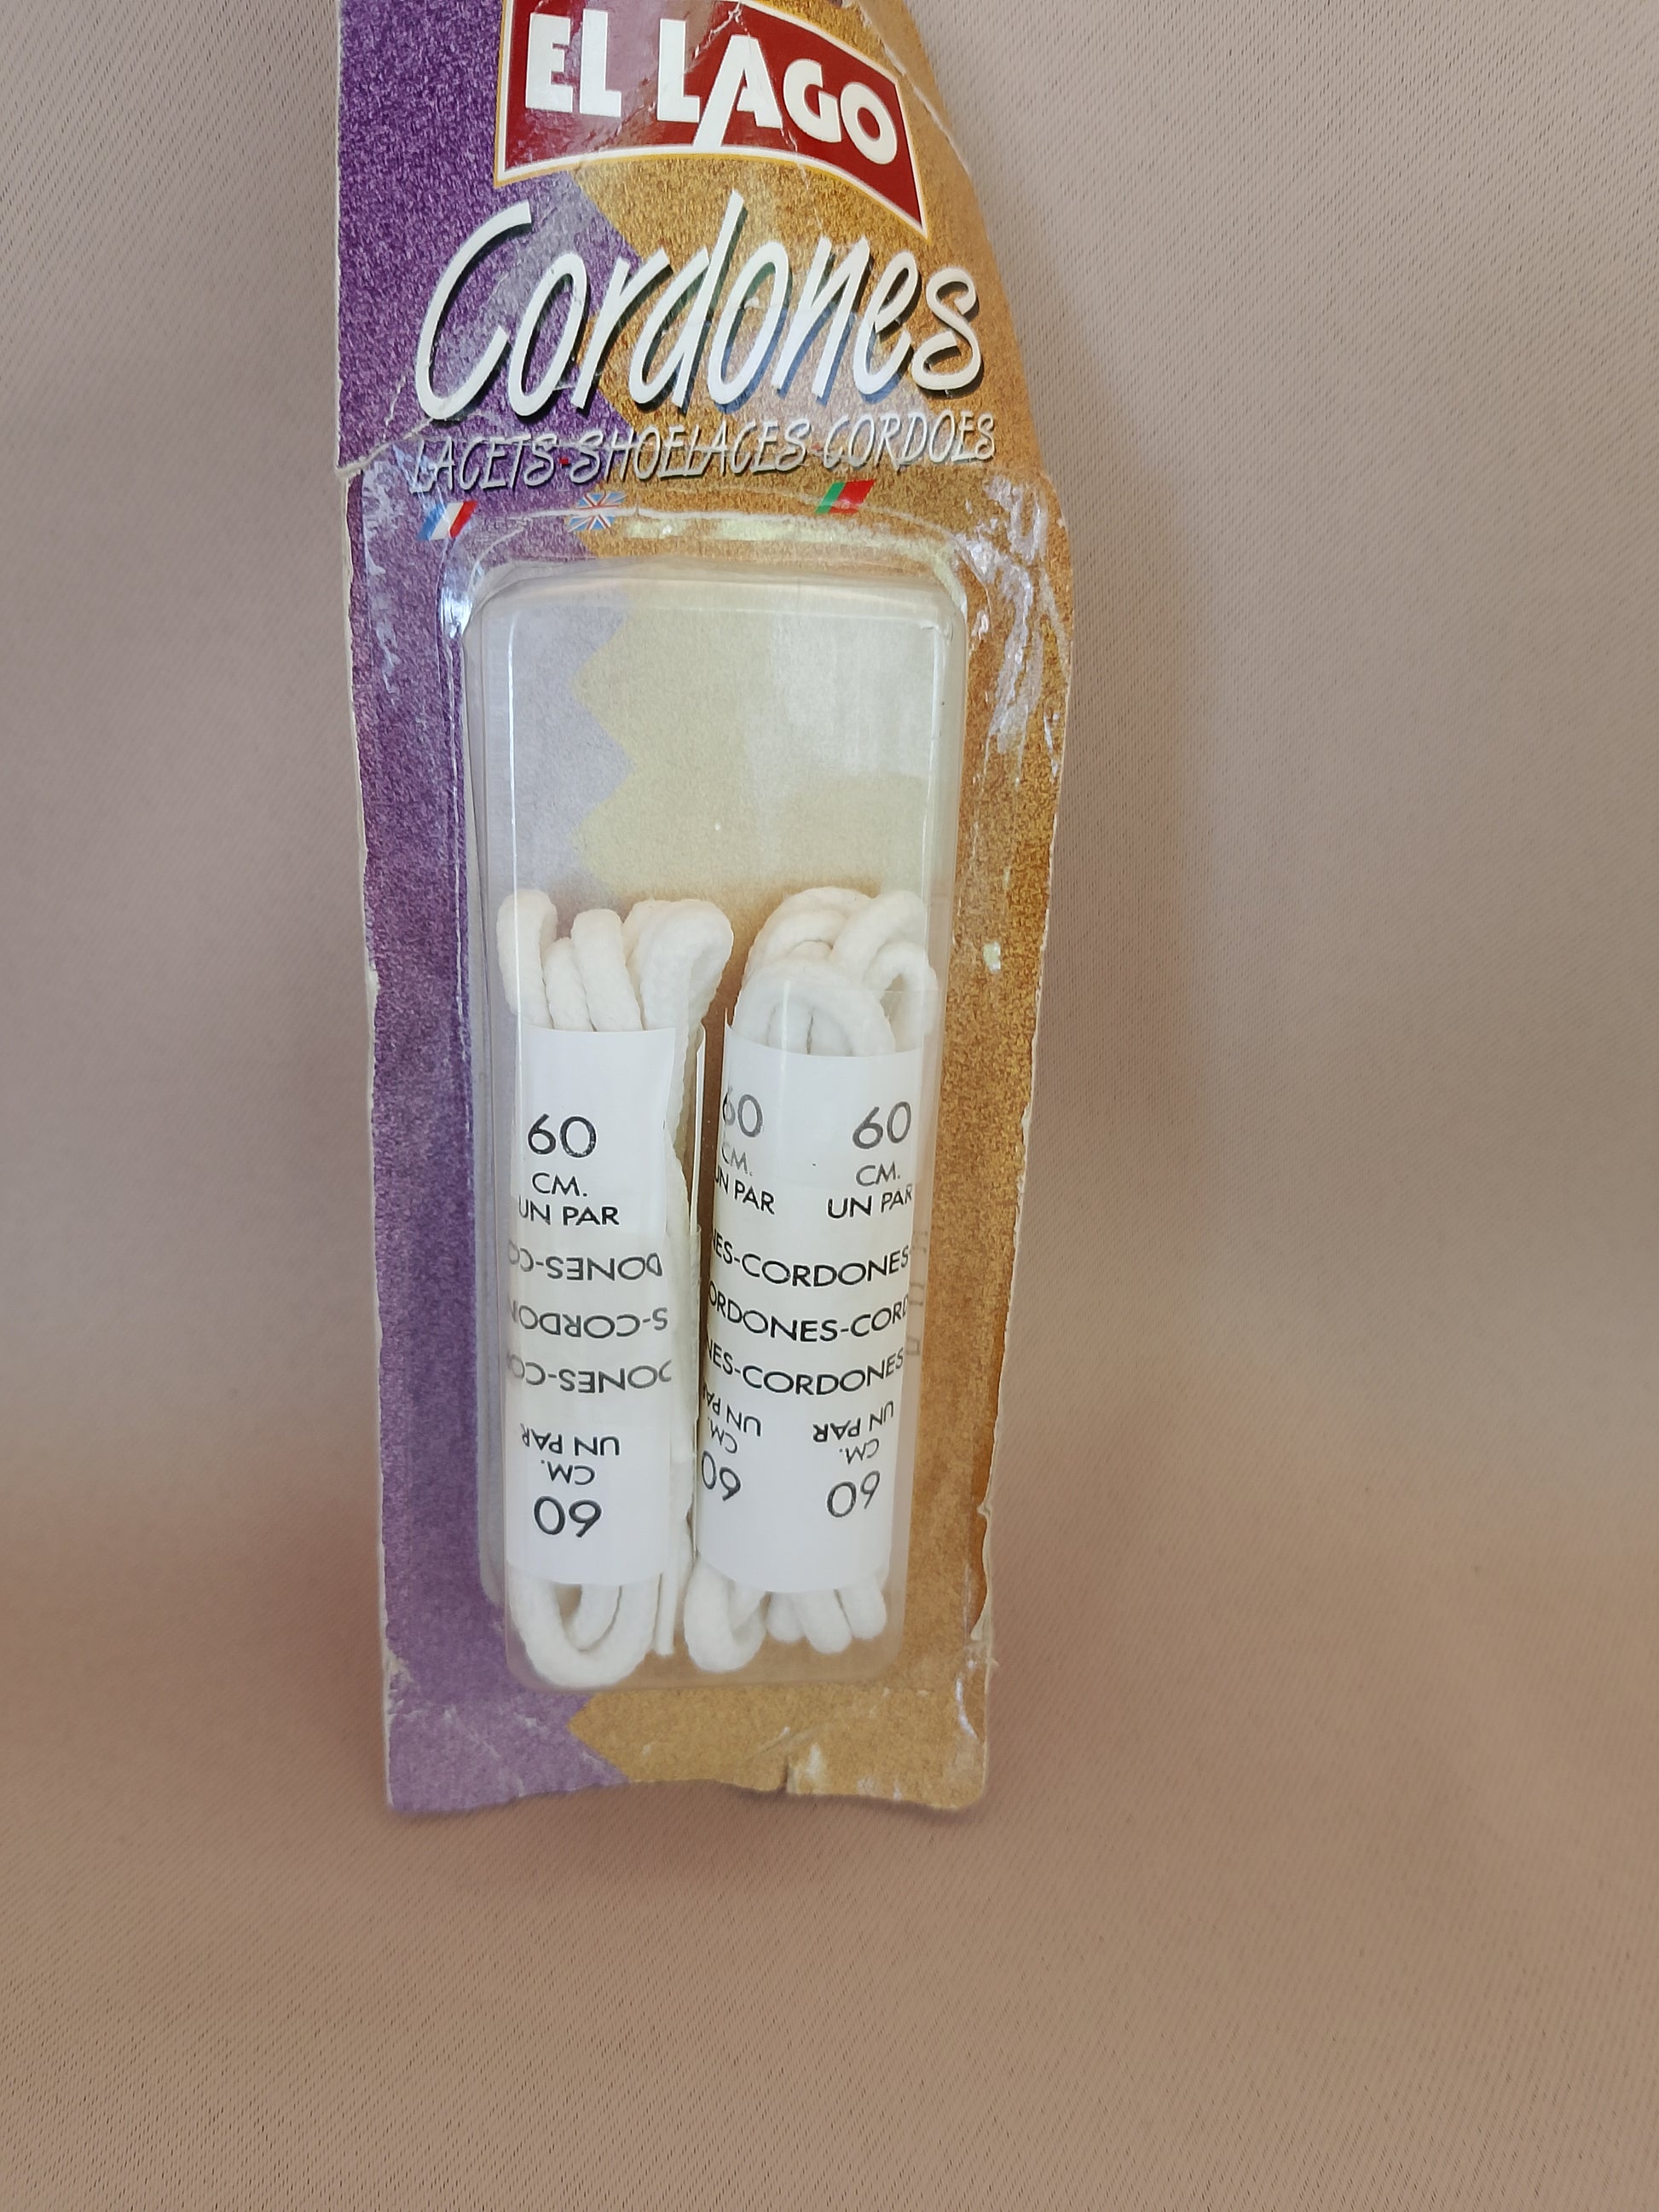 EL LAGO
Cordones
LACETS·SHOELACES CORDOES
60
CM.
UN PAR
DONES-CO
S-CORDON
DONES-CO
UN PAR
CM.
60
60 60
CM. CM.
UN PAR UN PAR
ES-CORDONES-
ORDONES-CORD
NES-CORDONES
UN PAR UN PAR
CM. CM.
60 60